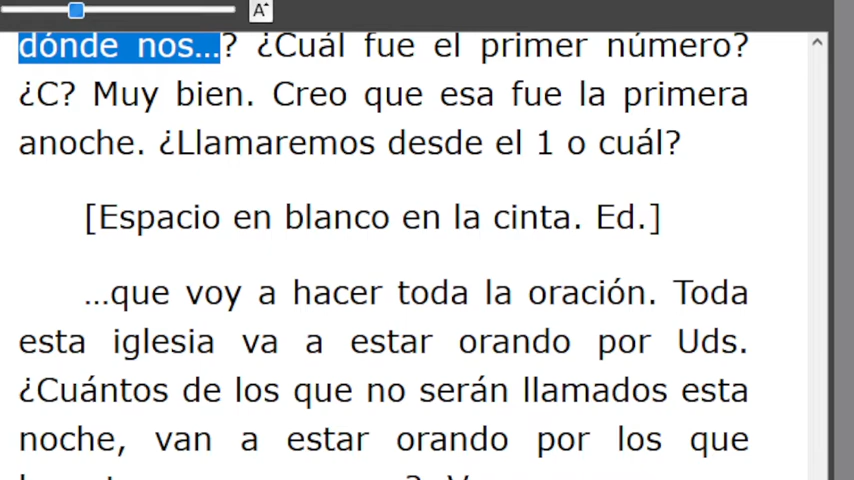 A
dónde nos...? ¿Cuál fue el primer número?
¿C? Muy bien. Creo que esa fue la primera
anoche. ¿Llamaremos desde el 1 o cuál?
[Espacio en blanco en la cinta. Ed.]
...que voy a hacer toda la oración. Toda
esta iglesia va a estar orando por Uds.
¿Cuántos de los que no serán llamados esta
noche, van a estar orando por los que